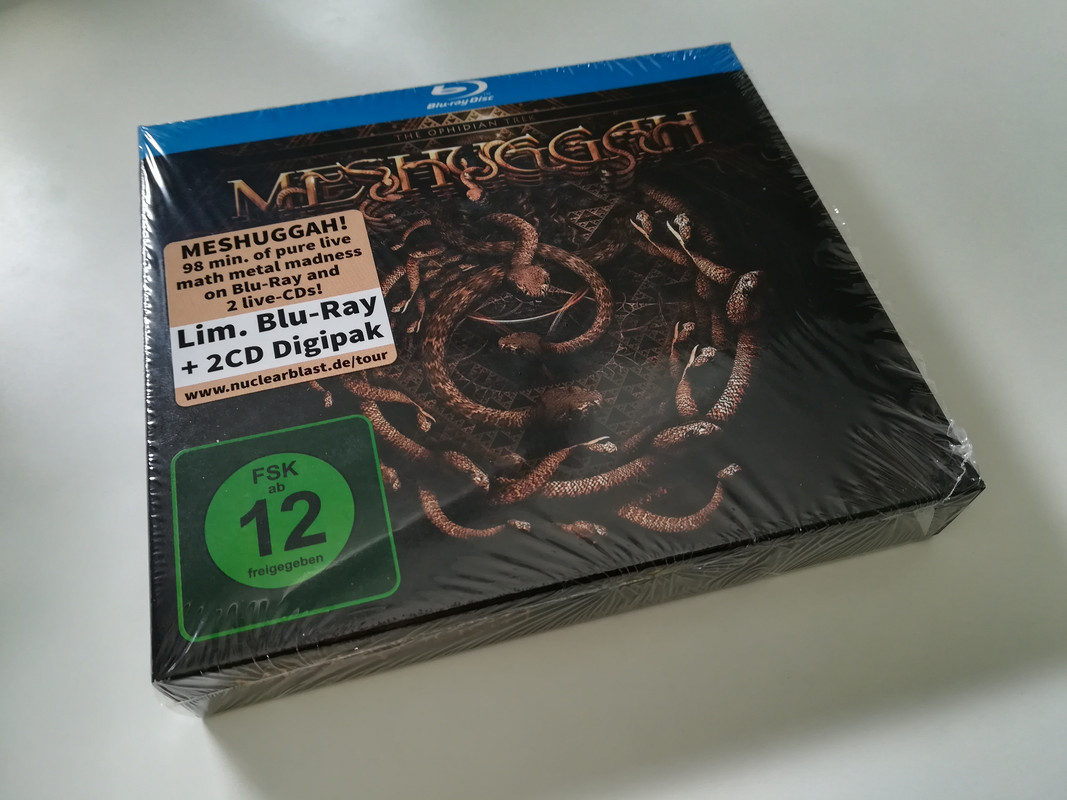 Blu-ray Disc
THE OPHIDIAN TREK
MESHUGGAH
MESHUGGAH!
98 min. of pure live
math metal madness
on Blu-Ray and
2 live-CDs!
Lim. Blu-Ray
+ 2CD Digipak
www.nuclearblast.de/tour
FSK
ab
12
freigegeben